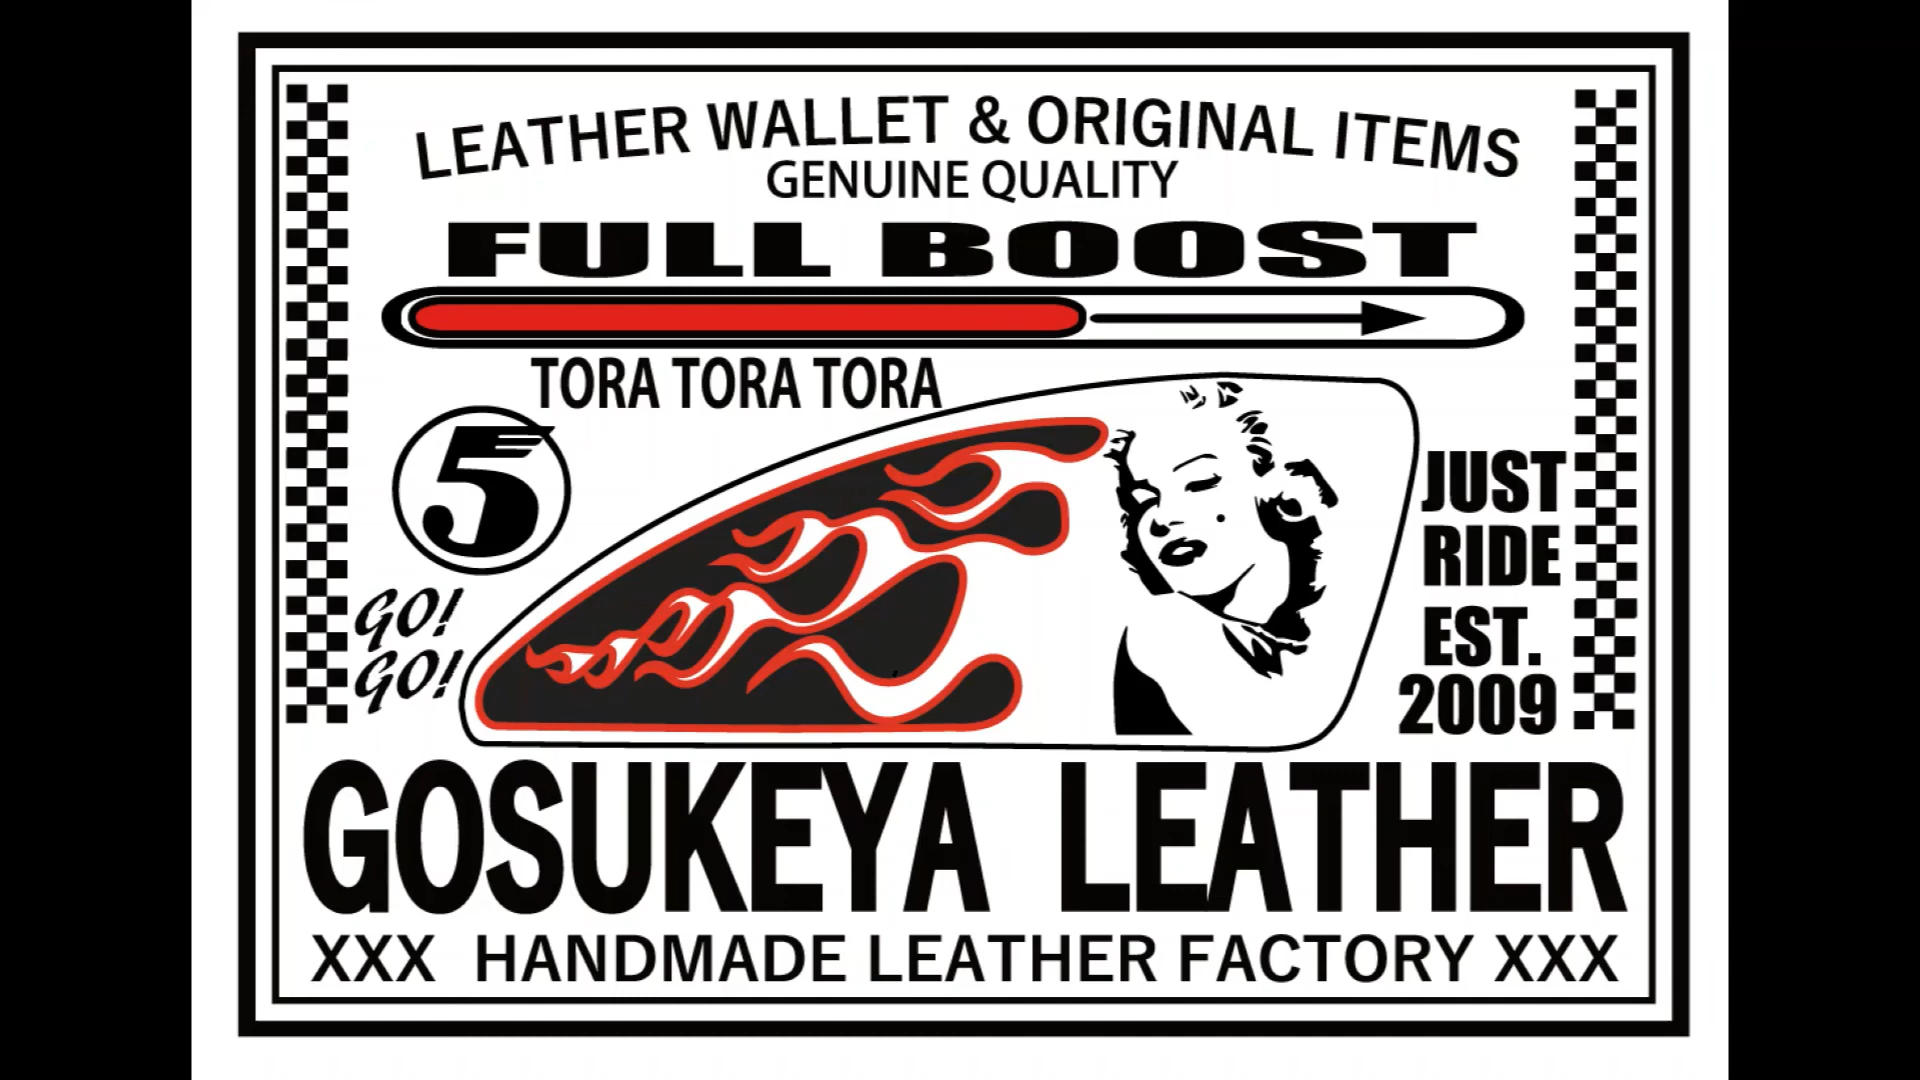 LEATHER WALLET & ORIGINAL ITEMS
GENUINE QUALITY
FULL BOOST
TORA TORA TORA
5
GO!
GO!
JUST
RIDE
EST.
2009
GOSUKEYA LEATHER
XXX HANDMADE LEATHER FACTORY XXX